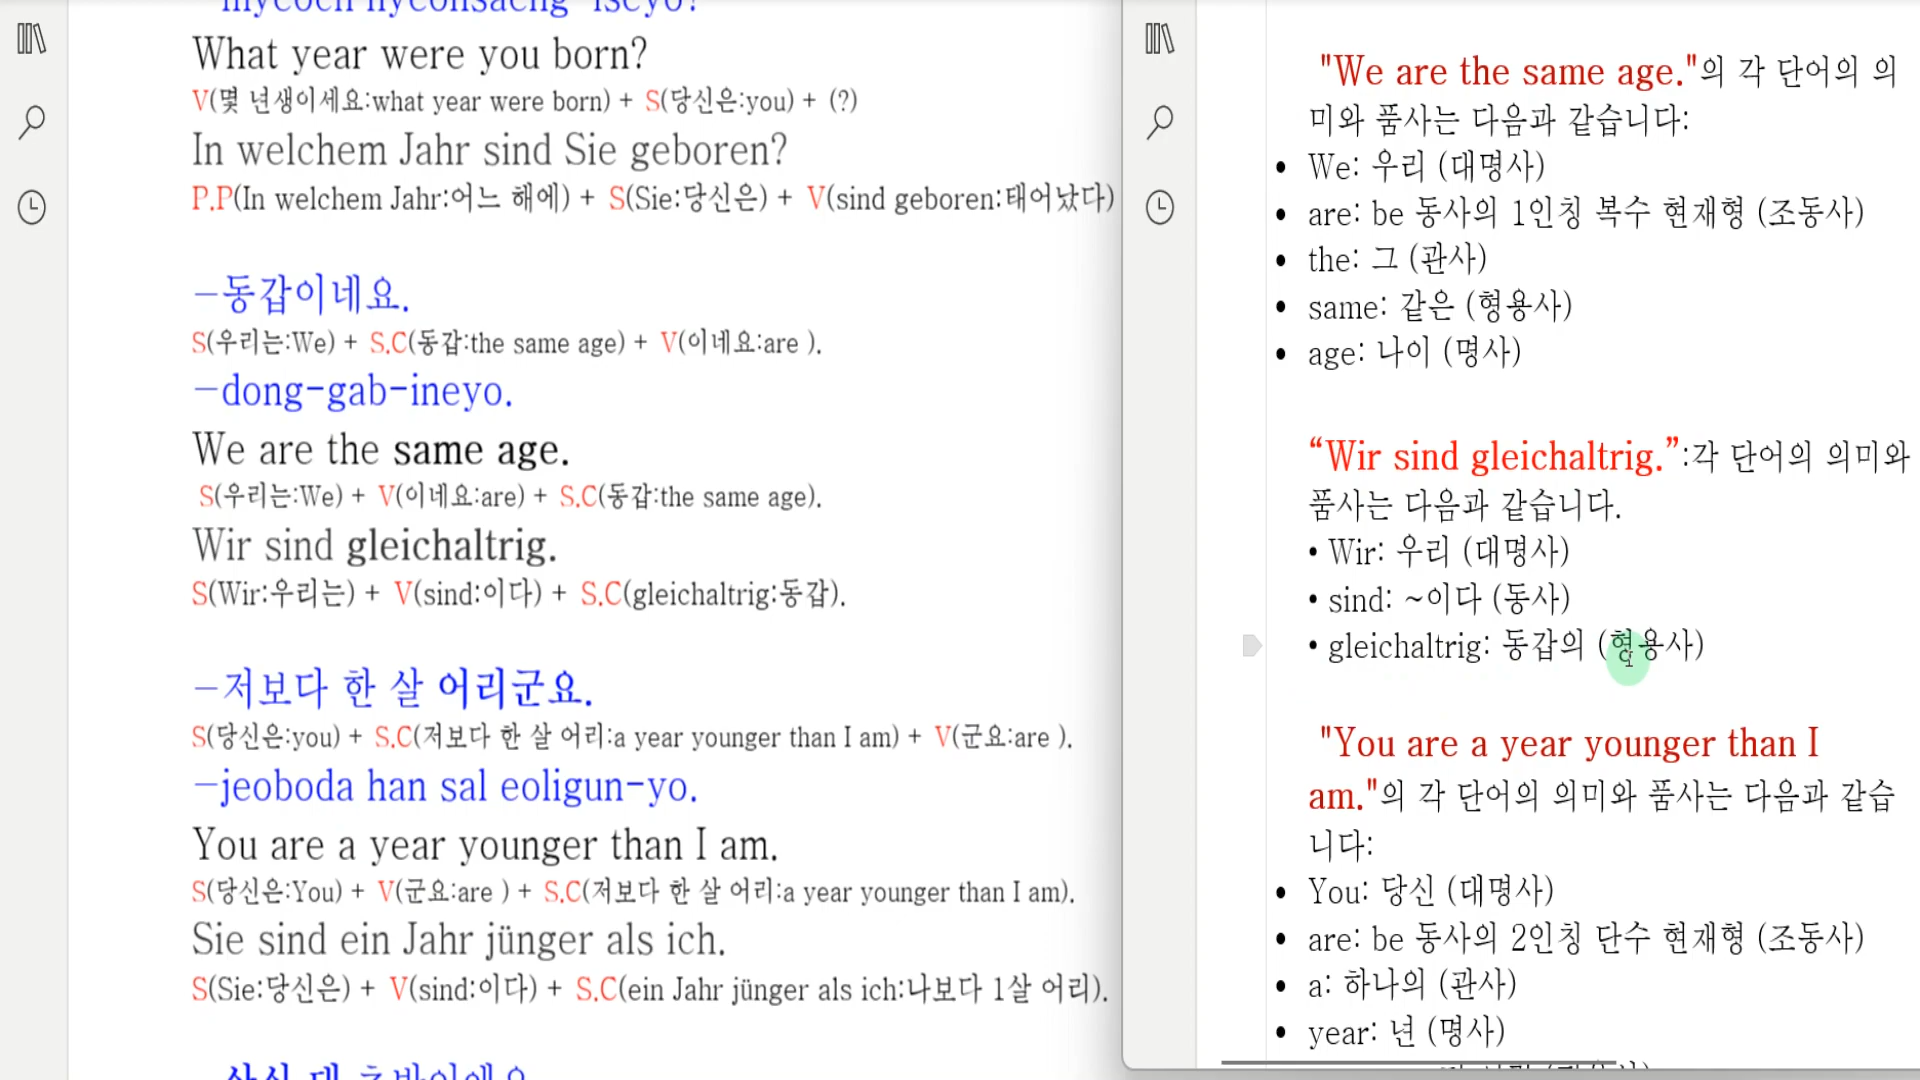 What year were you born?
V(몇 년생이세요:what year were born) + S(당신은:you) + (?)
In welchem Jahr sind Sie geboren?
P.P(In welchem Jahr:어느 해에) + S(Sie:당신은) + V(sind geboren:태어났다)
-동갑이네요.
S(우리는:We) + S.C(동갑:the same age) + V(이네요:are ).
-dong-gab-ineyo.
We are the same age.
S(우리는:We) + V(이네요:are) + S.C(동갑:the same age).
Wir sind gleichaltrig.
S(Wir:우리는) + V(sind:이다) + S.C(gleichaltrig:동갑).
-저보다 한 살 어리군요.
S(당신은:you) + S.C(저보다 한 살 어리:a year younger than I am) + V(군요:are ).
-jeoboda han sal eoligun-yo.
You are a year younger than I am.
S(당신은:You) + V(군요:are ) + S.C(저보다 한 살 어리:a year younger than I am).
Sie sind ein Jahr jünger als ich.
S(Sie:당신은) + V(sind:이다) + S.C(ein Jahr jünger als ich:나보다 1살 어리).
"We are the same age."의 각 단어의 의
미와 품사는 다음과 같습니다:
• We: 우리 (대명사)
• are: be 동사의 1인칭 복수 현재형 (조동사)
• the: 그 (관사)
• same: 같은 (형용사)
• age: 나이 (명사)
“Wir sind gleichaltrig.”:각 단어의 의미와
품사는 다음과 같습니다.
• Wir: 우리 (대명사)
• sind: ~이다 (동사)
• gleichaltrig: 동갑의 (형용사)
"You are a year younger than I
am."의 각 단어의 의미와 품사는 다음과 같습
니다:
• You: 당신 (대명사)
• are: be 동사의 2인칭 단수 현재형 (조동사)
• a: 하나의 (관사)
• year: 년 (명사)